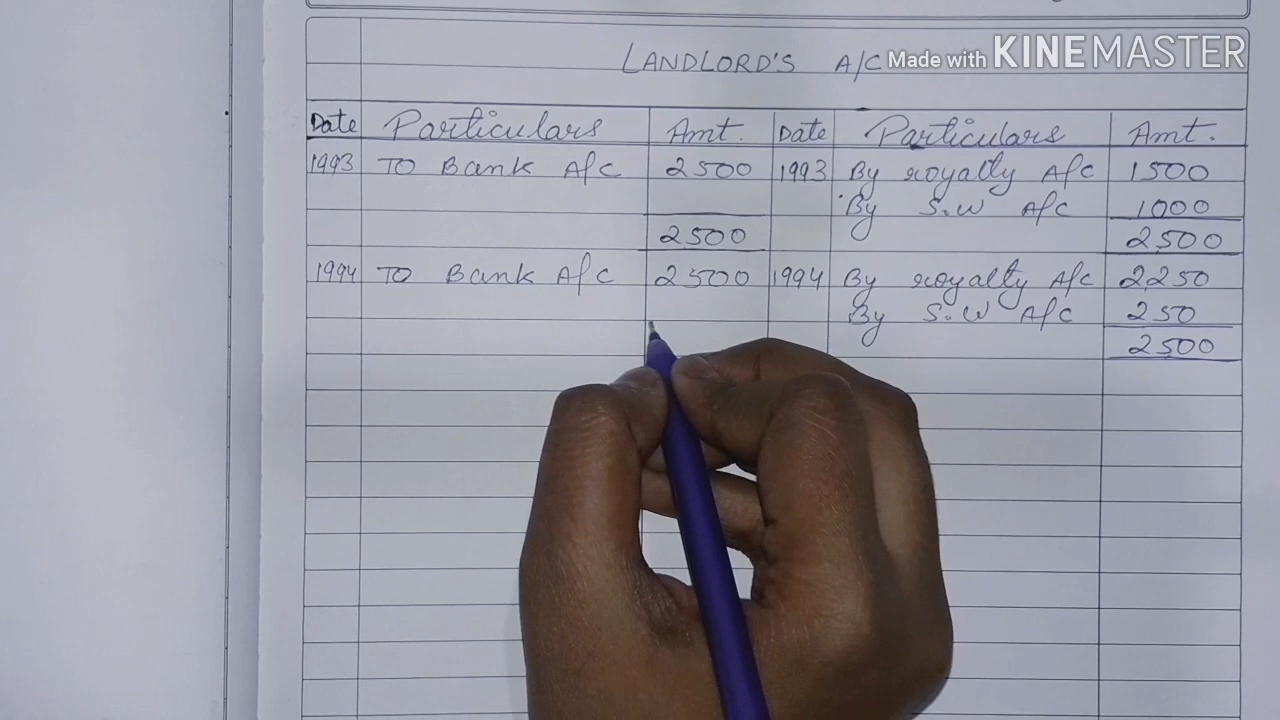 LANDLORD'S A/C
Made with KINEMASTER
Date Particulars Amt. Date Particulars Amt.
1993 TO Bank A/c 2500 1993 By royalty A/c 1500
By S.W A/c 1000
2500 2500
1994 TO Bank A/c 2500 1994 By royalty A/c 2250
By S.W A/c 250
2500